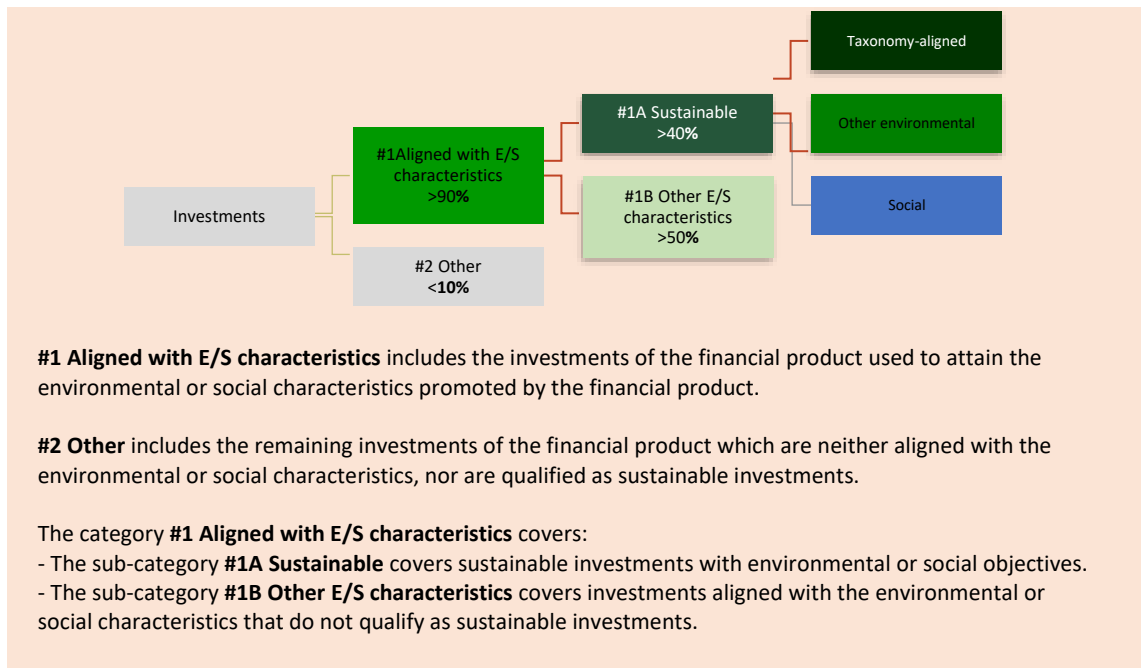 Taxonomy-aligned
#1A Sustainable
>40%
Other environmental
#1Aligned with E/S
characteristics
>90%
#1B Other E/S
characteristics
>50%
Investments
Social
#2 Other
<10%
#1 Aligned with E/S characteristics includes the investments of the financial product used to attain the
environmental or social characteristics promoted by the financial product.
#2 Other includes the remaining investments of the financial product which are neither aligned with the
environmental or social characteristics, nor are qualified as sustainable investments.
The category #1 Aligned with E/S characteristics covers:
- The sub-category #1A Sustainable covers sustainable investments with environmental or social objectives.
- The sub-category #1B Other E/S characteristics covers investments aligned with the environmental or
social characteristics that do not qualify as sustainable investments.